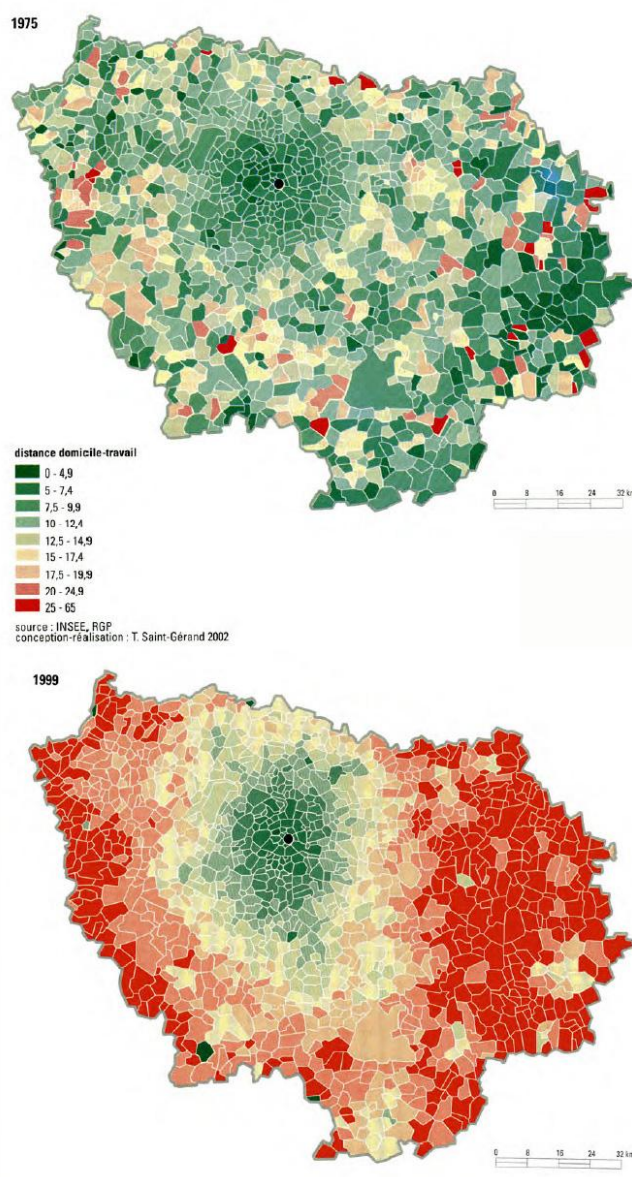 1975
distance domicile-travail
0 - 4,9
5 - 7,4
7,5 - 9,9
10 - 12,4
12,5 - 14,9
15 - 17,4
17,5 - 19,9
20 - 24,9
25 - 65
0 8 16 24 32 km
source : INSEE, RGP
conception-réalisation : T. Saint-Gérand 2002
1999
0 8 16 24 32 km